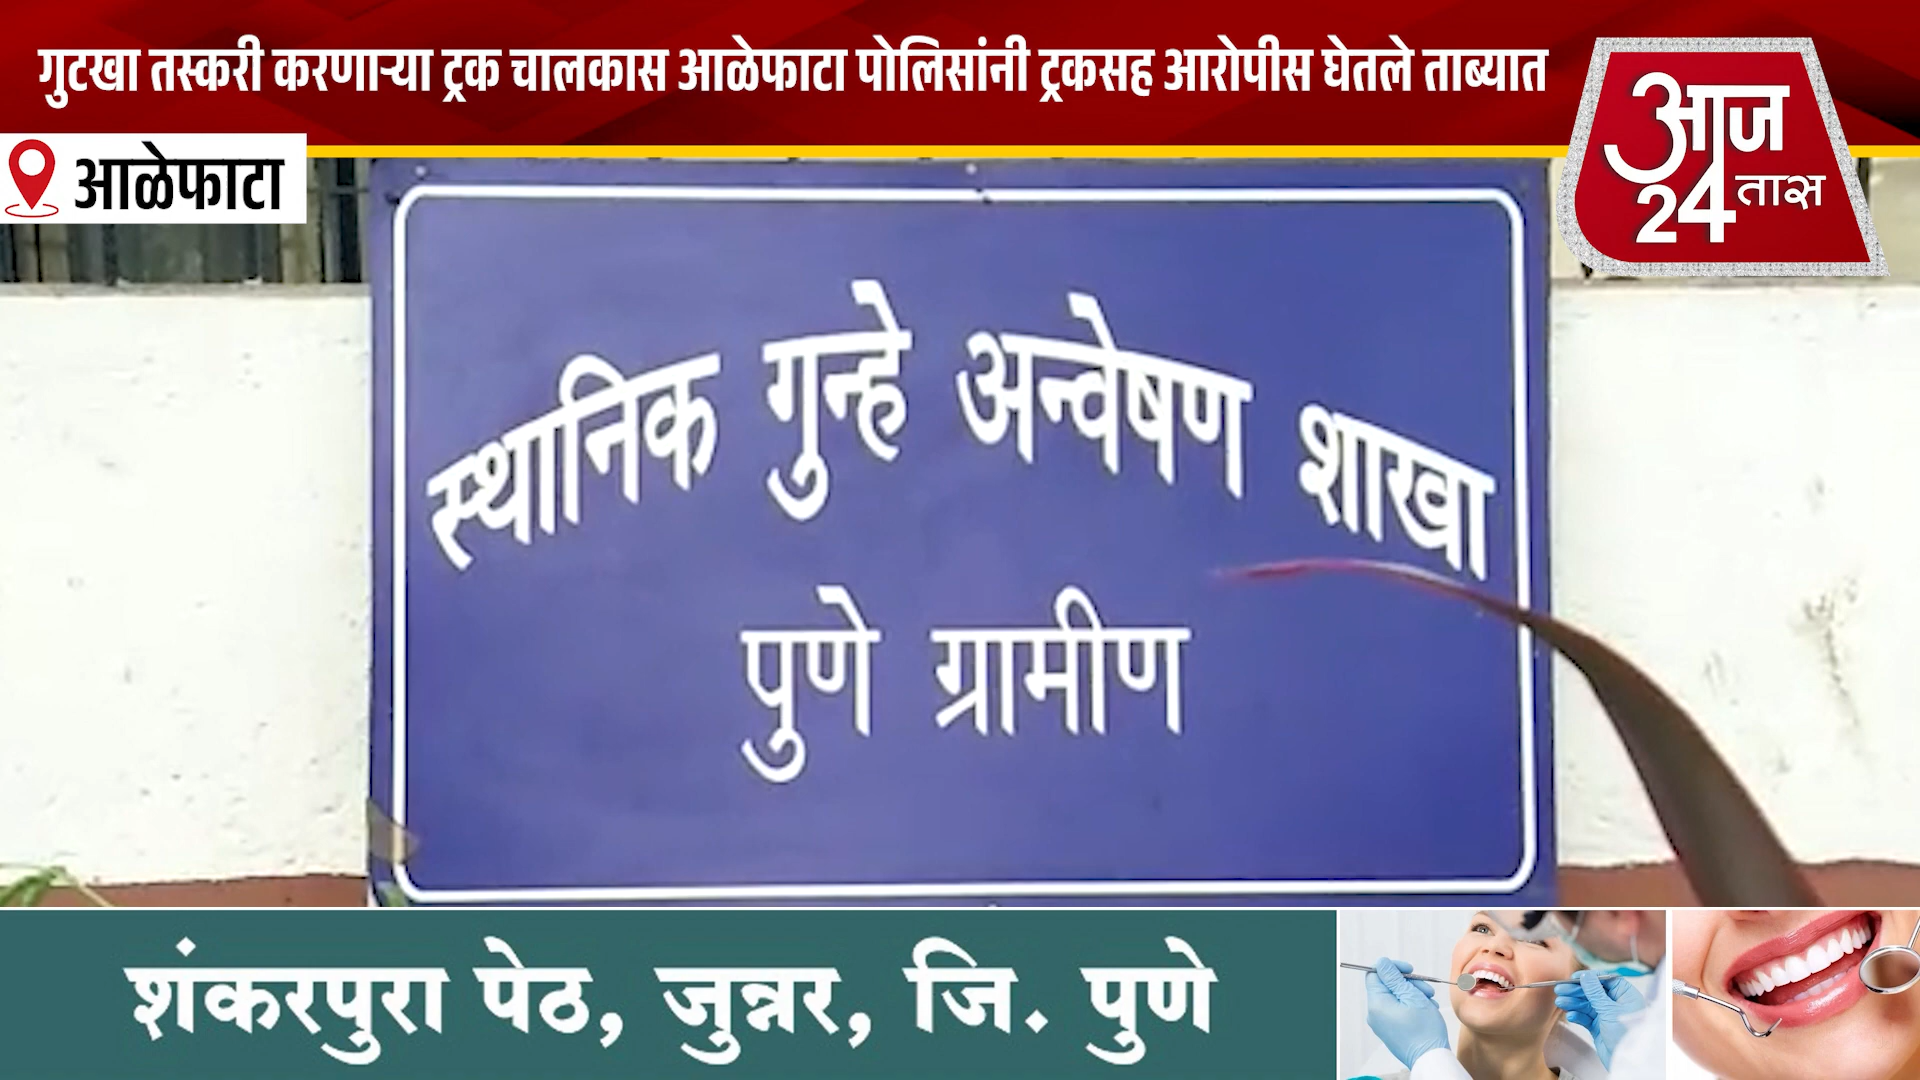 गुटखा तस्करी करणाऱ्या ट्रक चालकास आळेफाटा पोलिसांनी ट्रकसह आरोपीस घेतले ताब्यात
आज
24 तास
आळेफाटा
स्थानिक गुन्हे अन्वेषण शाखा
पुणे ग्रामीण
शंकरपुरा पेठ, जुन्नर, जि. पुणे